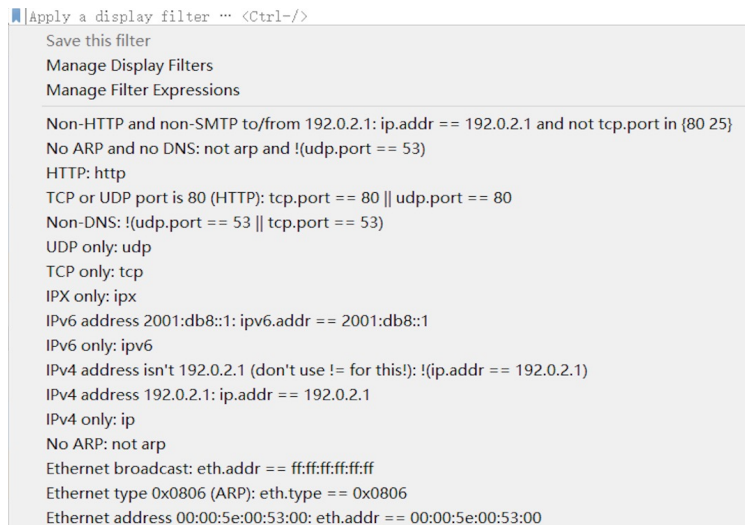 Apply a display filter … <Ctrl-/>
Save this filter
Manage Display Filters
Manage Filter Expressions
Non-HTTP and non-SMTP to/from 192.0.2.1: ip.addr == 192.0.2.1 and not tcp.port in {80 25}
No ARP and no DNS: not arp and !(udp.port == 53)
HTTP: http
TCP or UDP port is 80 (HTTP): tcp.port == 80 || udp.port == 80
Non-DNS: !(udp.port == 53 || tcp.port == 53)
UDP only: udp
TCP only: tcp
IPX only: ipx
IPv6 address 2001:db8::1: ipv6.addr == 2001:db8::1
IPv6 only: ipv6
IPv4 address isn't 192.0.2.1 (don't use != for this!): !(ip.addr == 192.0.2.1)
IPv4 address 192.0.2.1: ip.addr == 192.0.2.1
IPv4 only: ip
No ARP: not arp
Ethernet broadcast: eth.addr == ff:ff:ff:ff:ff:ff
Ethernet type 0x0806 (ARP): eth.type == 0x0806
Ethernet address 00:00:5e:00:53:00: eth.addr == 00:00:5e:00:53:00